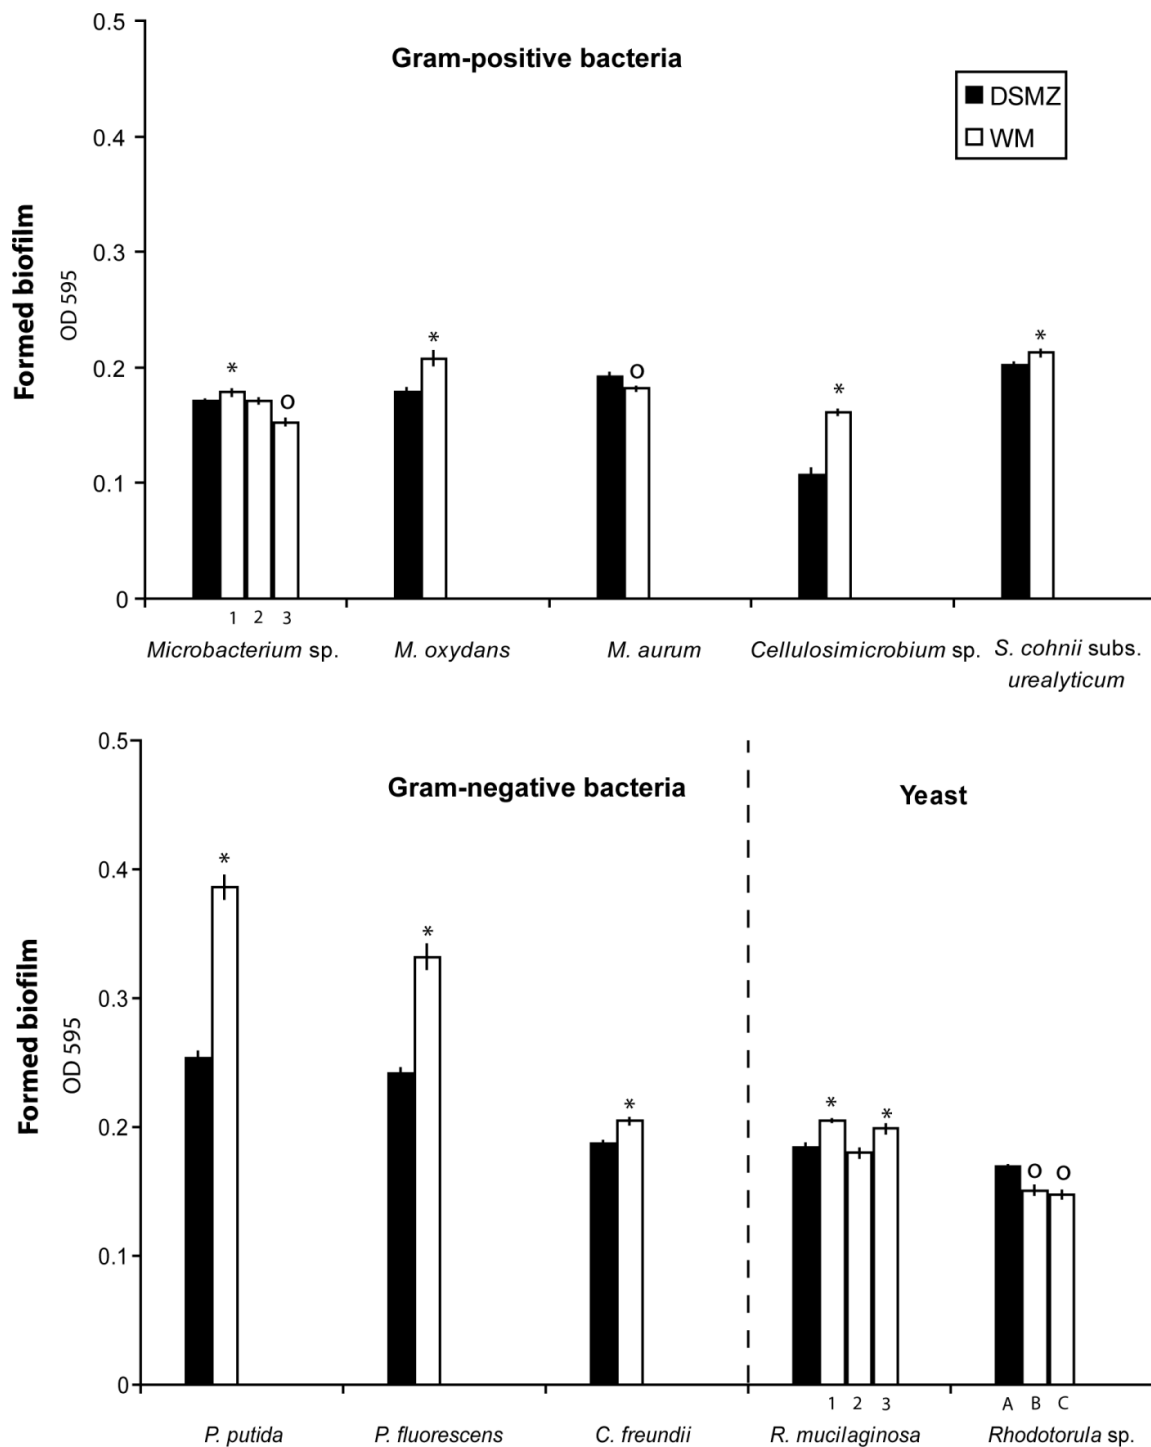 0.5
Gram-positive bacteria
DSMZ
WM
0.4
0.3
0.2
0.1
0
Formed biofilm
OD 595
* o * o * *
1 2 3
Microbacterium sp. M. oxydans M. aurum Cellulosimicrobium sp. S. cohnii subs.
urealyticum
0.5
Gram-negative bacteria Yeast
0.4
0.3
0.2
0.1
0
Formed biofilm
OD 595
* * * * * o o
1 2 3 A B C
P. putida P. fluorescens C. freundii R. mucilaginosa Rhodotorula sp.